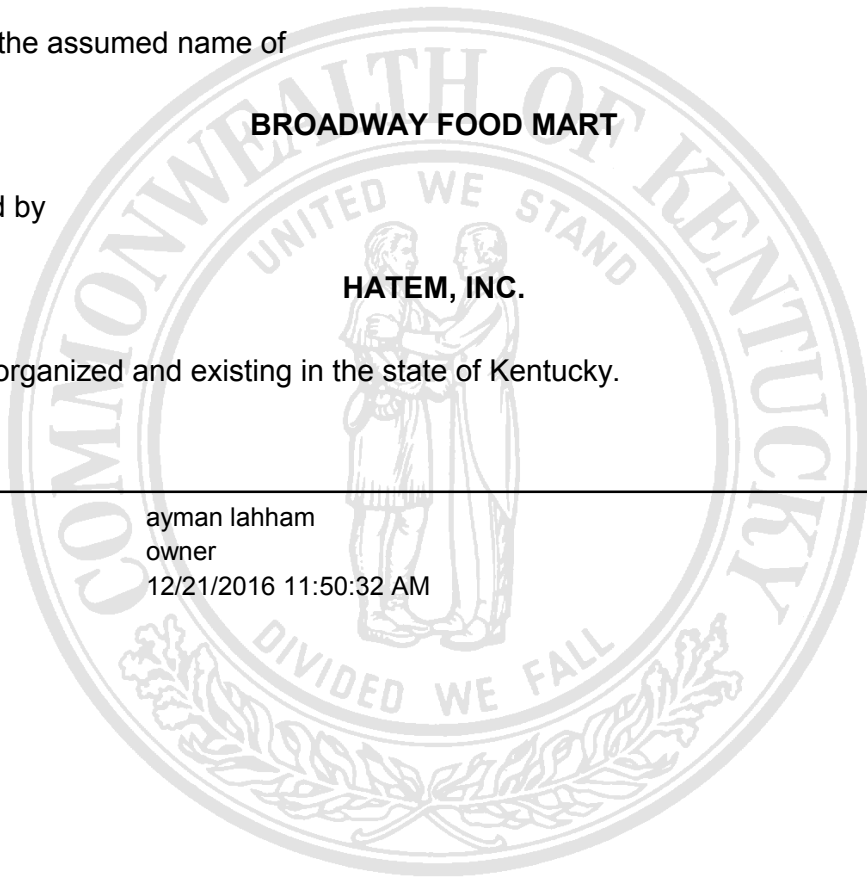 the assumed name of
BROADWAY FOOD MART
d by
HATEM, INC.
organized and existing in the state of Kentucky.
ayman lahham
owner
12/21/2016 11:50:32 AM
COMMONWEALTH OF KENTUCKY
UNITED WE STAND
DIVIDED WE FALL